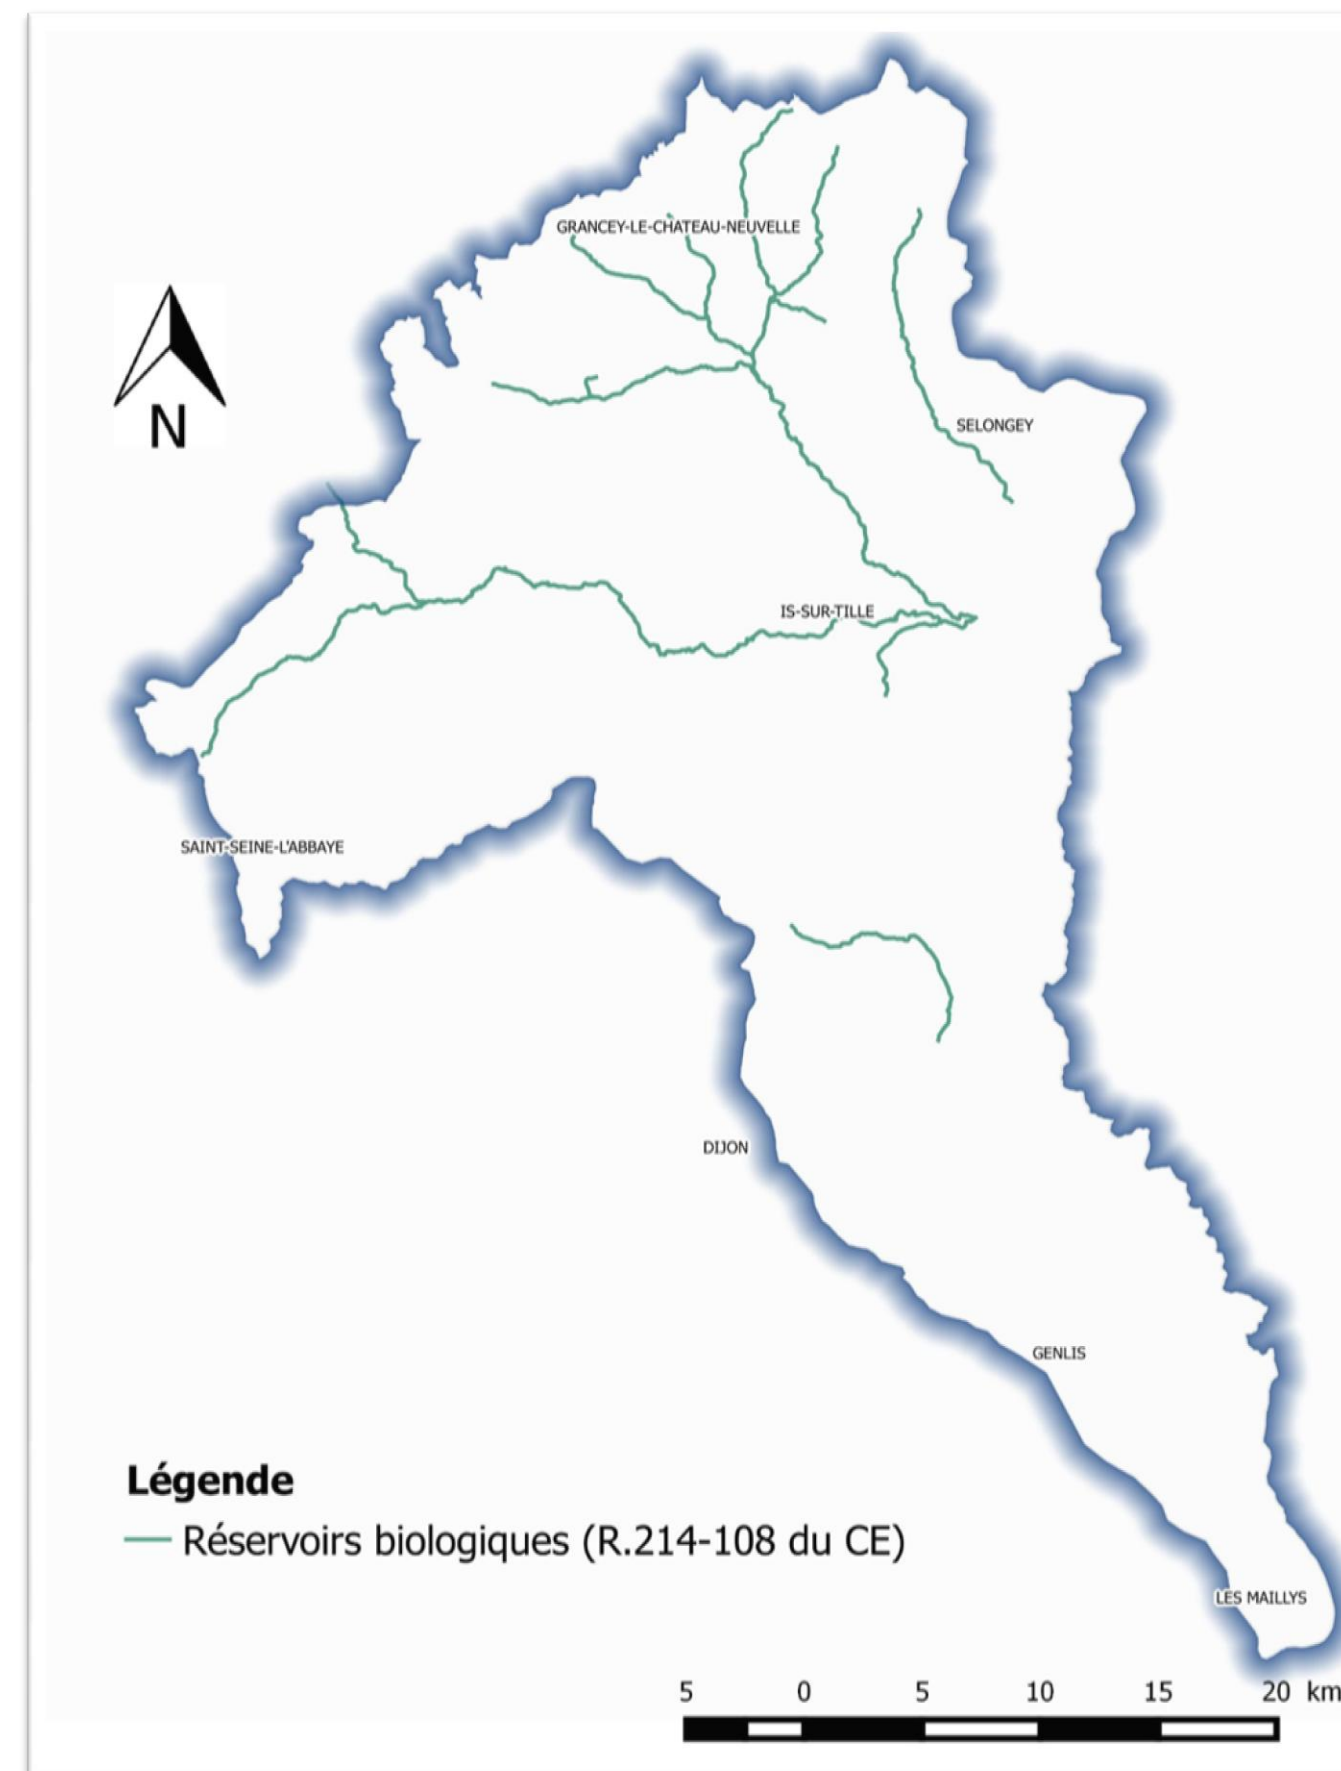 GRANCEY-LE-CHATEAU-NEUVELLE
N
SELONGEY
IS-SUR-TILLE
SAINT-SEINE-L'ABBAYE
DIJON
GENLIS
Légende
Réservoirs biologiques (R.214-108 du CE)
LES MAILLYS
5 0 5 10 15 20 km